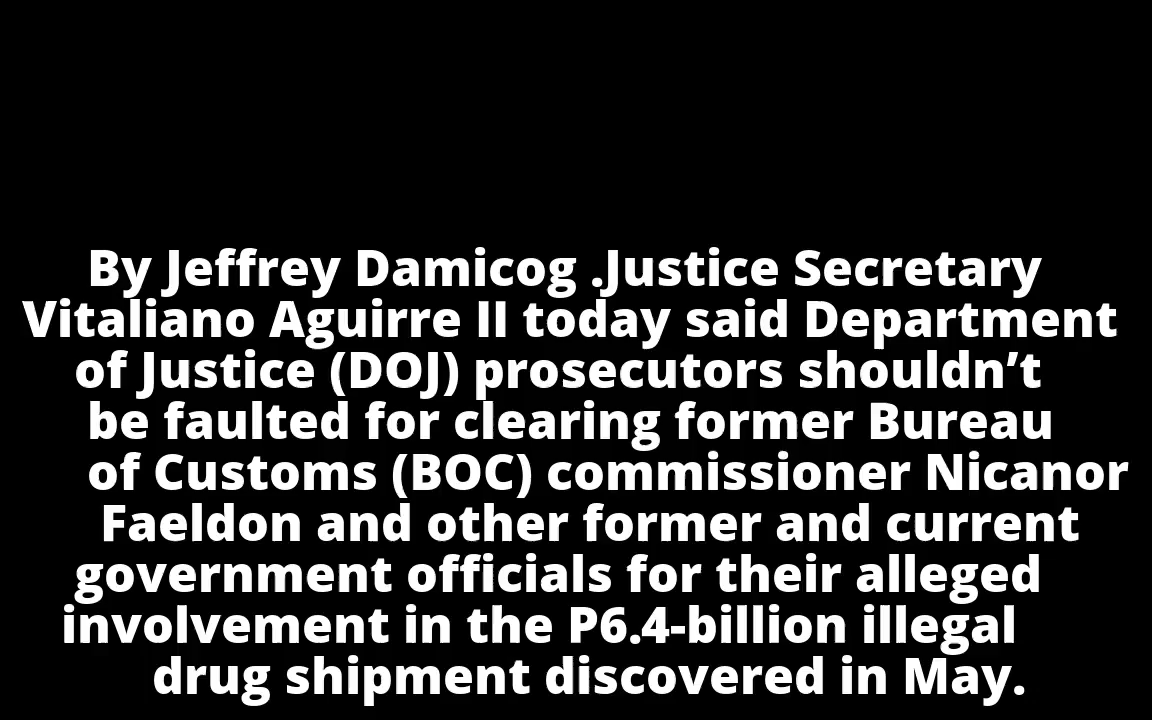 By Jeffrey Damicog .Justice Secretary
Vitaliano Aguirre II today said Department
of Justice (DOJ) prosecutors shouldn’t
be faulted for clearing former Bureau
of Customs (BOC) commissioner Nicanor
Faeldon and other former and current
government officials for their alleged
involvement in the P6.4-billion illegal
drug shipment discovered in May.